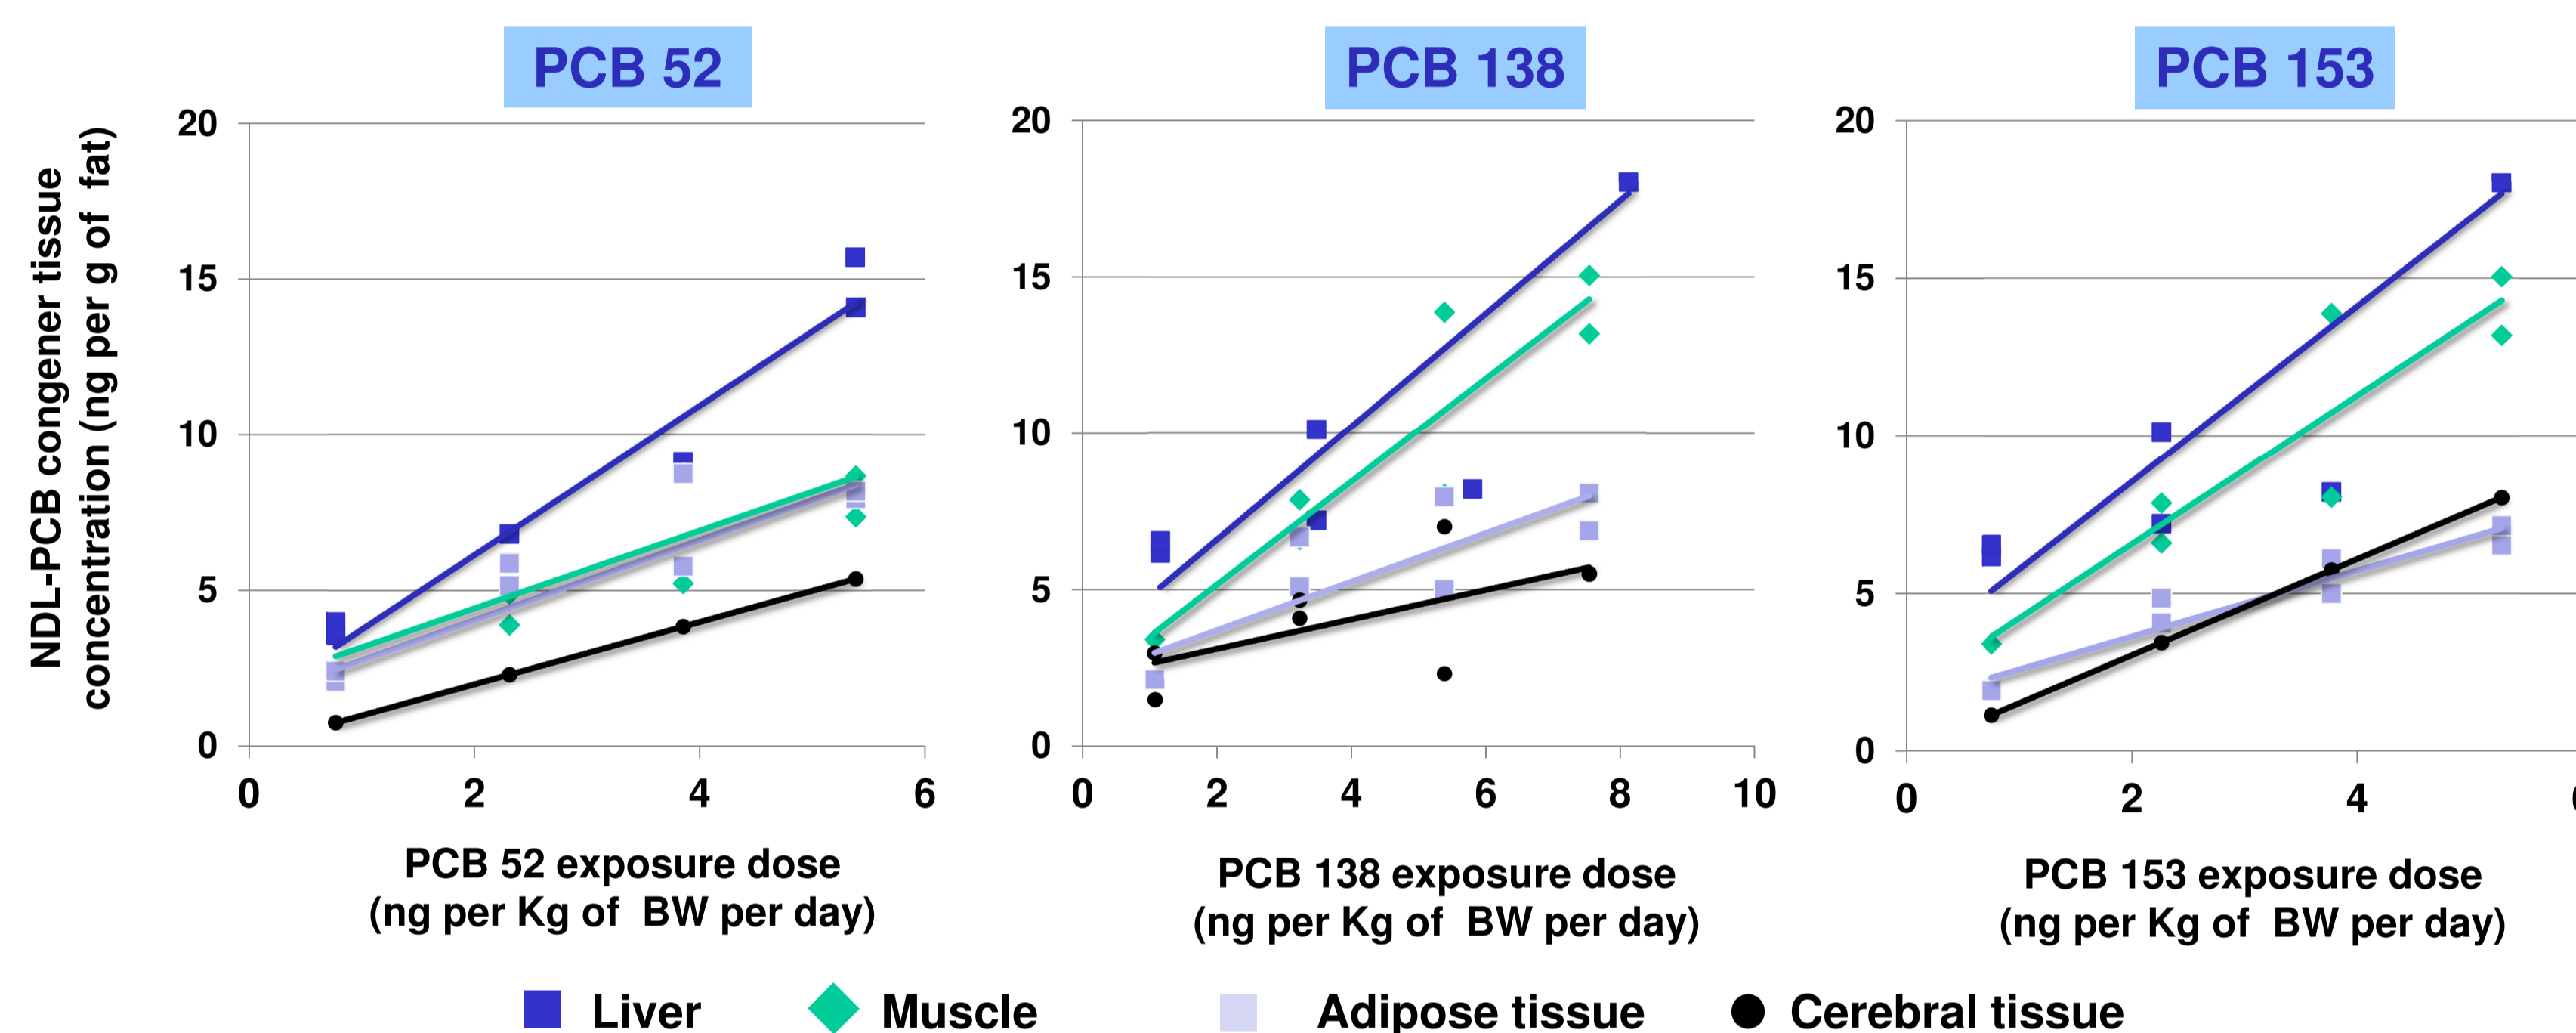 PCB 52
PCB 138
PCB 153
NDL-PCB congener tissue
concentration (ng per g of fat)
20
15
10
5
0
0 2 4 6
PCB 52 exposure dose
(ng per Kg of BW per day)
20
15
10
5
0
0 2 4 6 8 10
PCB 138 exposure dose
(ng per Kg of BW per day)
20
15
10
5
0
0 2 4
PCB 153 exposure dose
(ng per Kg of BW per day)
Liver Muscle Adipose tissue Cerebral tissue